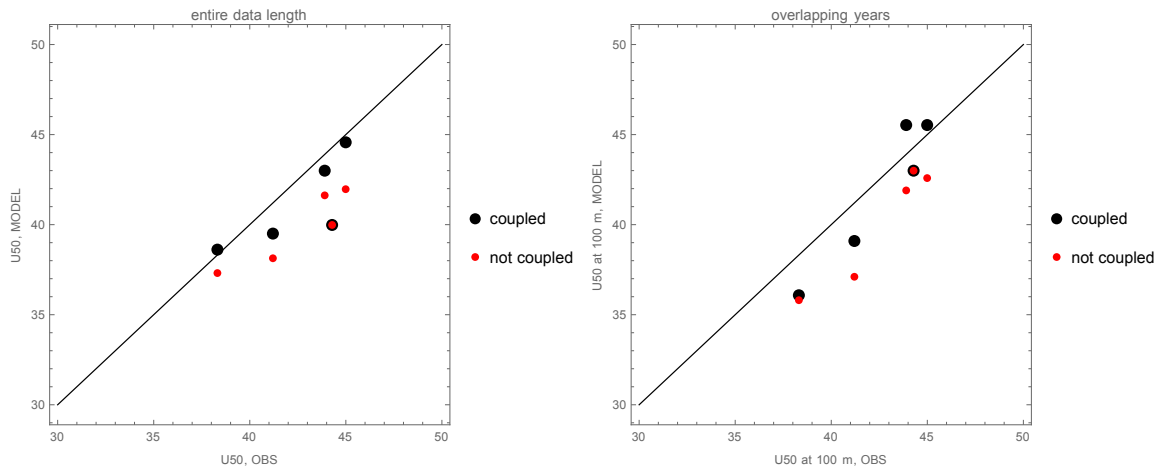 entire data length
50
45
40
35
30
U50, MODEL
30 35 40 45 50
U50, OBS
coupled
not coupled
overlapping years
50
45
40
35
30
U50 at 100 m, MODEL
30 35 40 45 50
U50 at 100 m, OBS
coupled
not coupled